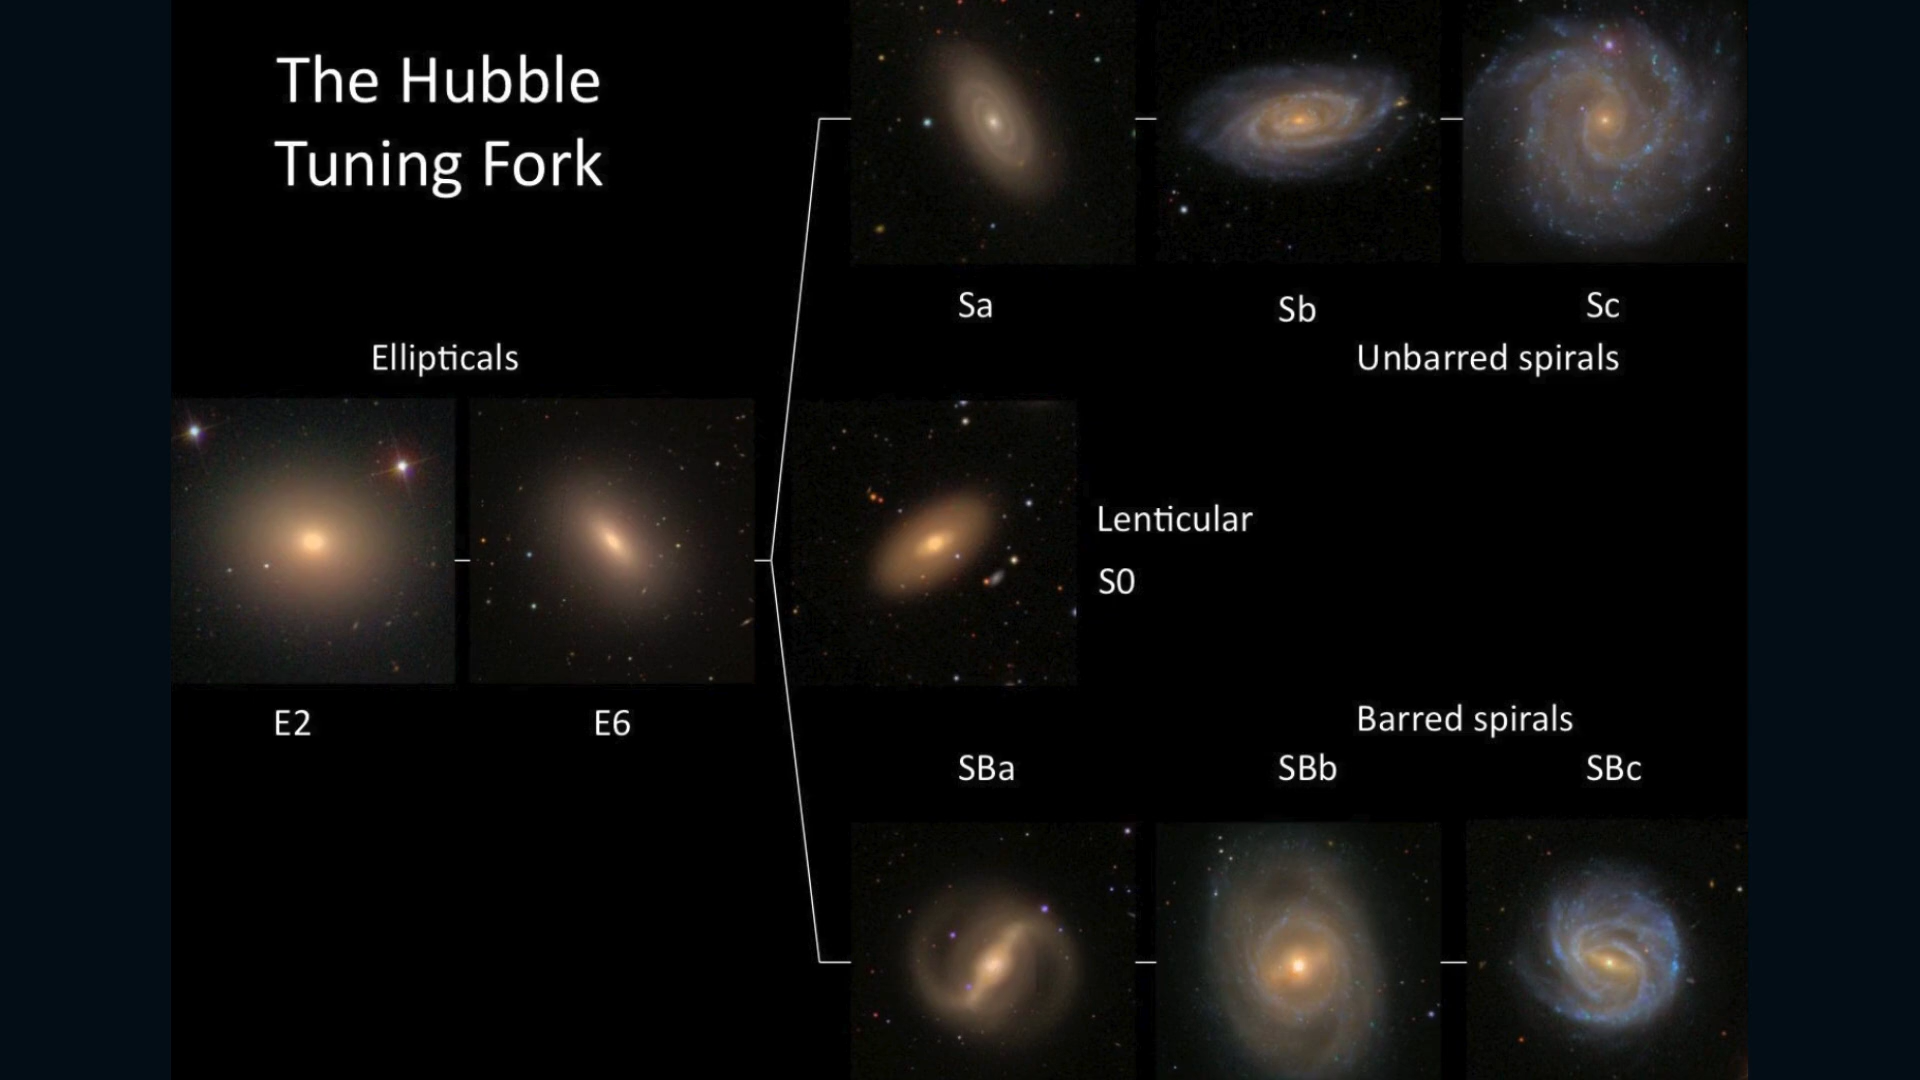 The Hubble
Tuning Fork
Sa
Sb
Sc
Unbarred spirals
Ellipticals
Lenticular
S0
E2
E6
Barred spirals
SBa
SBb
SBc